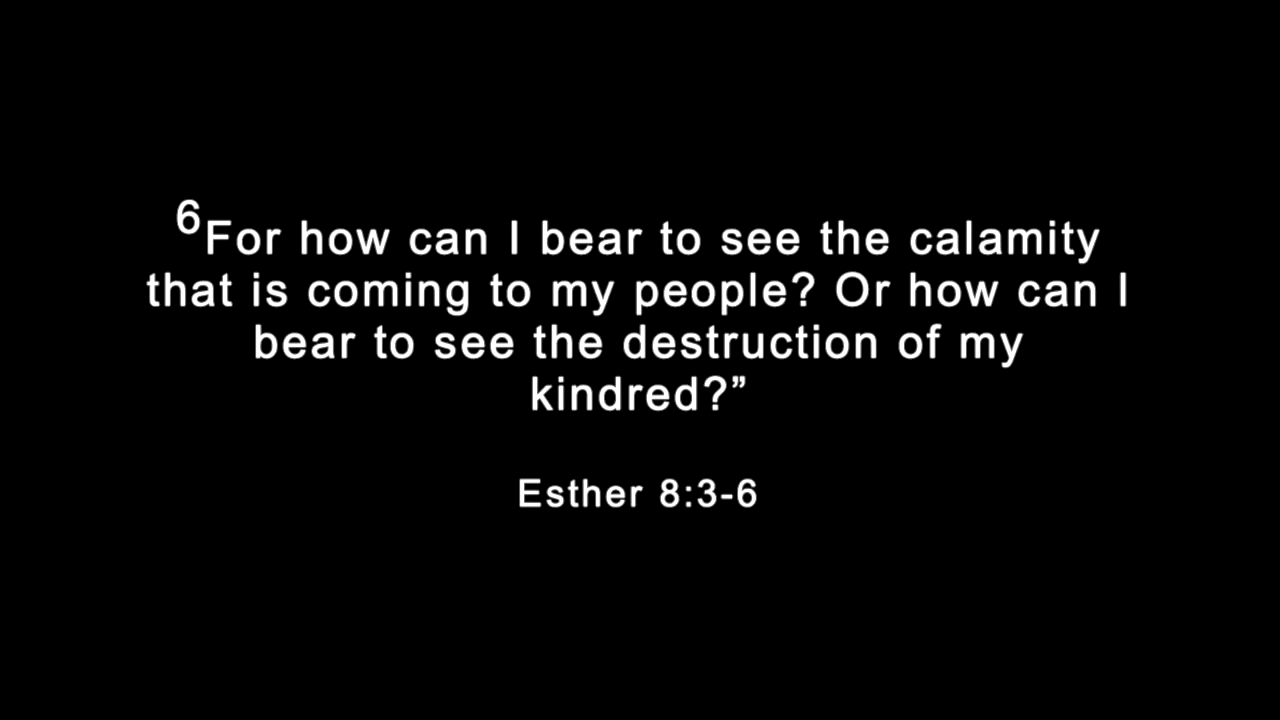 ⁶For how can I bear to see the calamity
that is coming to my people? Or how can I
bear to see the destruction of my
kindred?”
Esther 8:3-6